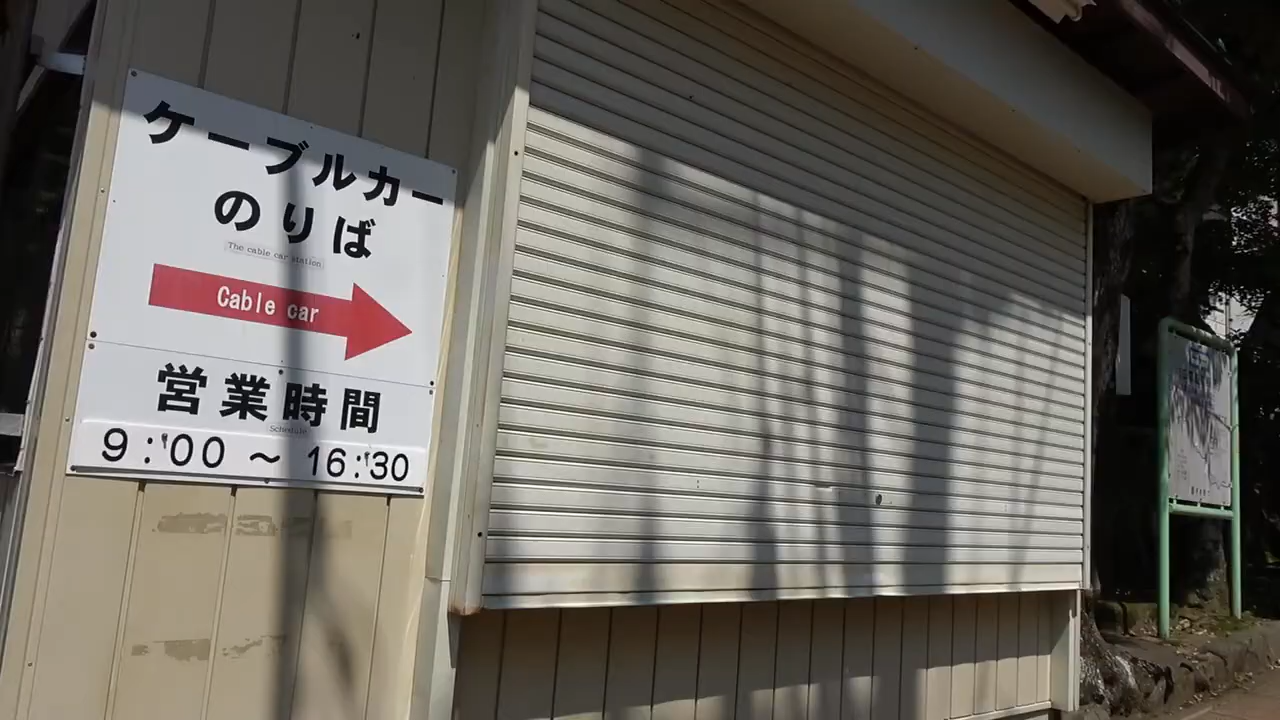 ケーブルカー
のりば
The cable car station
Cable car
営業時間
Schedule
9:00 ～ 16:30